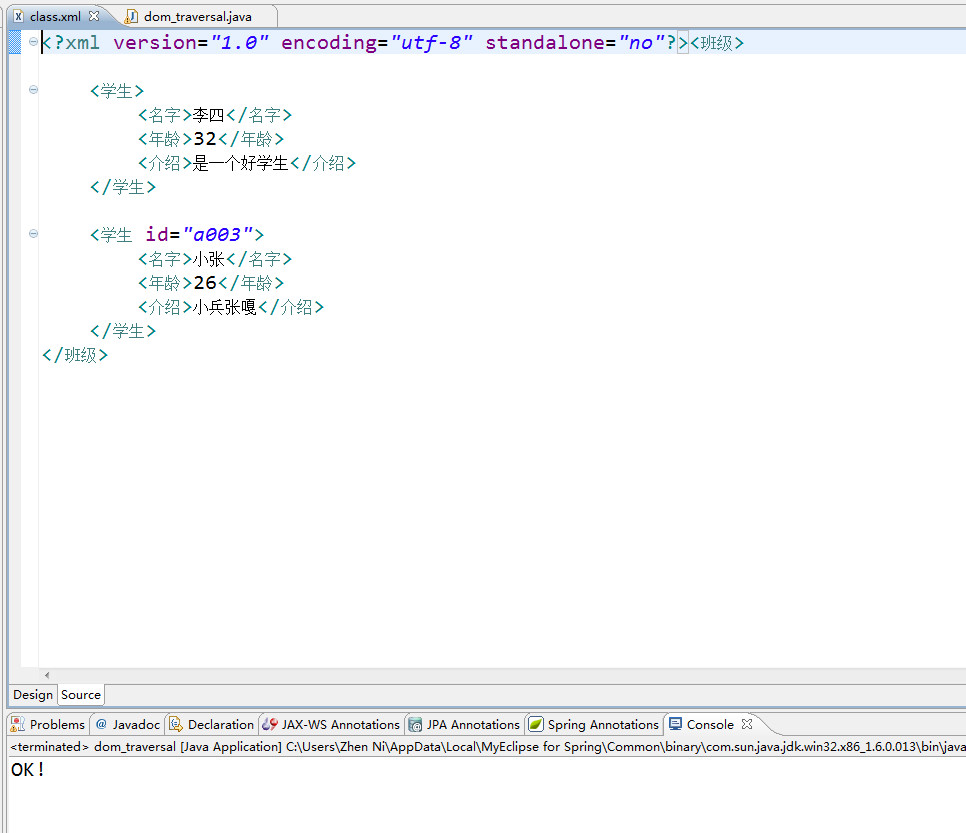 class.xml dom_traversal.java
<?xml version="1.0" encoding="utf-8" standalone="no"?><班级>
<学生>
<名字>李四</名字>
<年龄>32</年龄>
<介绍>是一个好学生</介绍>
</学生>
<学生 id="a003">
<名字>小张</名字>
<年龄>26</年龄>
<介绍>小兵张嘎</介绍>
</学生>
</班级>
Design Source
Problems @ Javadoc Declaration JAX-WS Annotations JPA Annotations Spring Annotations Console
<terminated> dom_traversal [Java Application] C:\Users\Zhen Ni\AppData\Local\MyEclipse for Spring\Common\binary\com.sun.java.jdk.win32.x86_1.6.0.013\bin\java
OK!